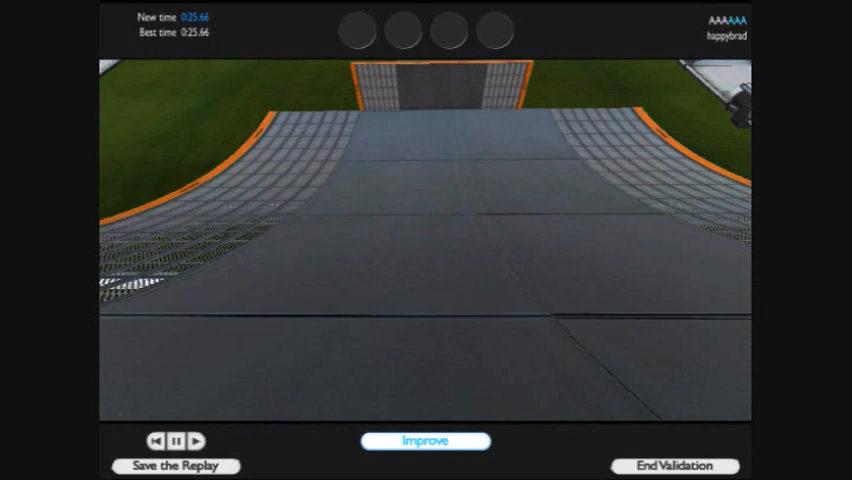 New time 0:25.66
Best time 0:25.66
AAAAAA
happybrad
Improve
Save the Replay
End Validation